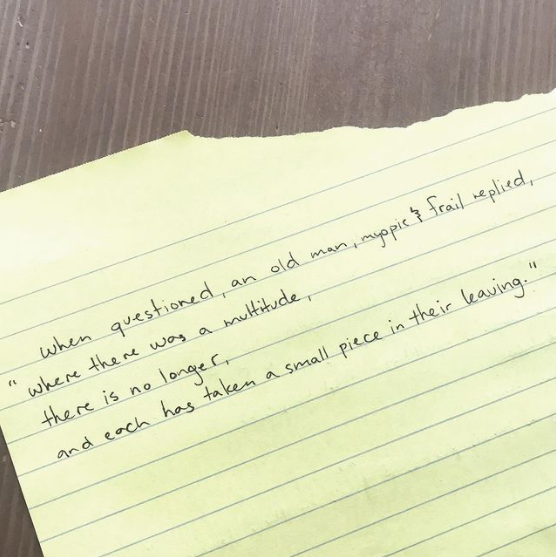 when questioned, an old man, myopic & frail replied,
"where there was a multitude,
there is no longer,
and each has taken a small piece in their leaving."